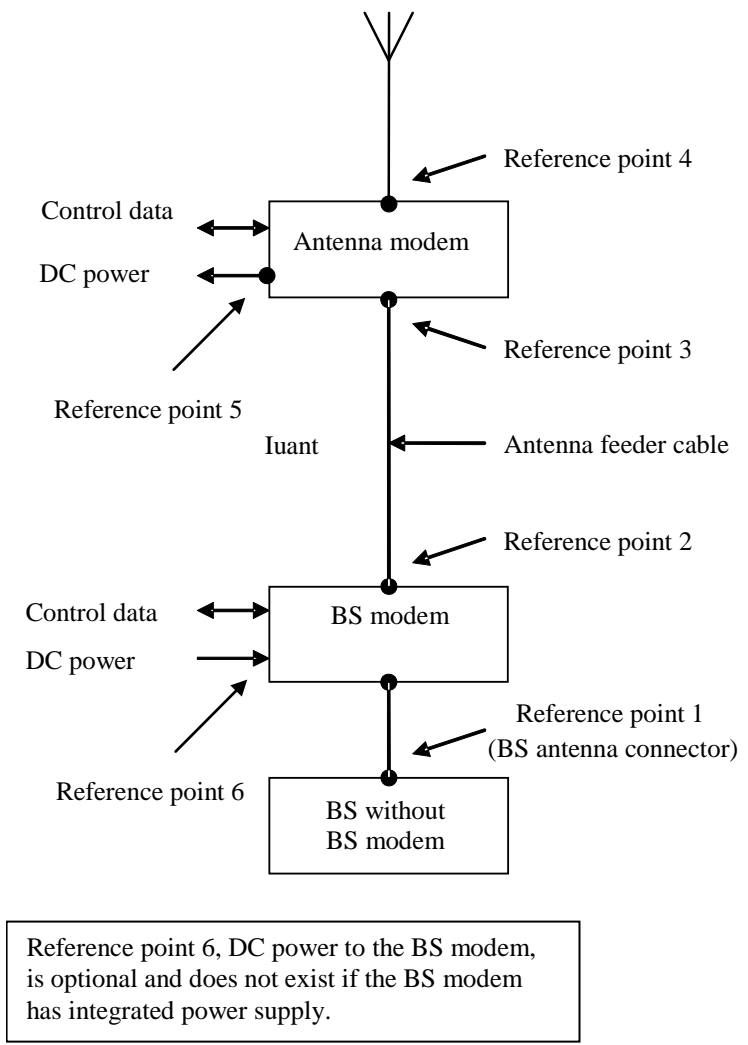 Reference point 4
Control data
Antenna modem
DC power
Reference point 3
Reference point 5
Iuant
Antenna feeder cable
Reference point 2
Control data
BS modem
DC power
Reference point 1
(BS antenna connector)
Reference point 6
BS without
BS modem
Reference point 6, DC power to the BS modem,
is optional and does not exist if the BS modem
has integrated power supply.